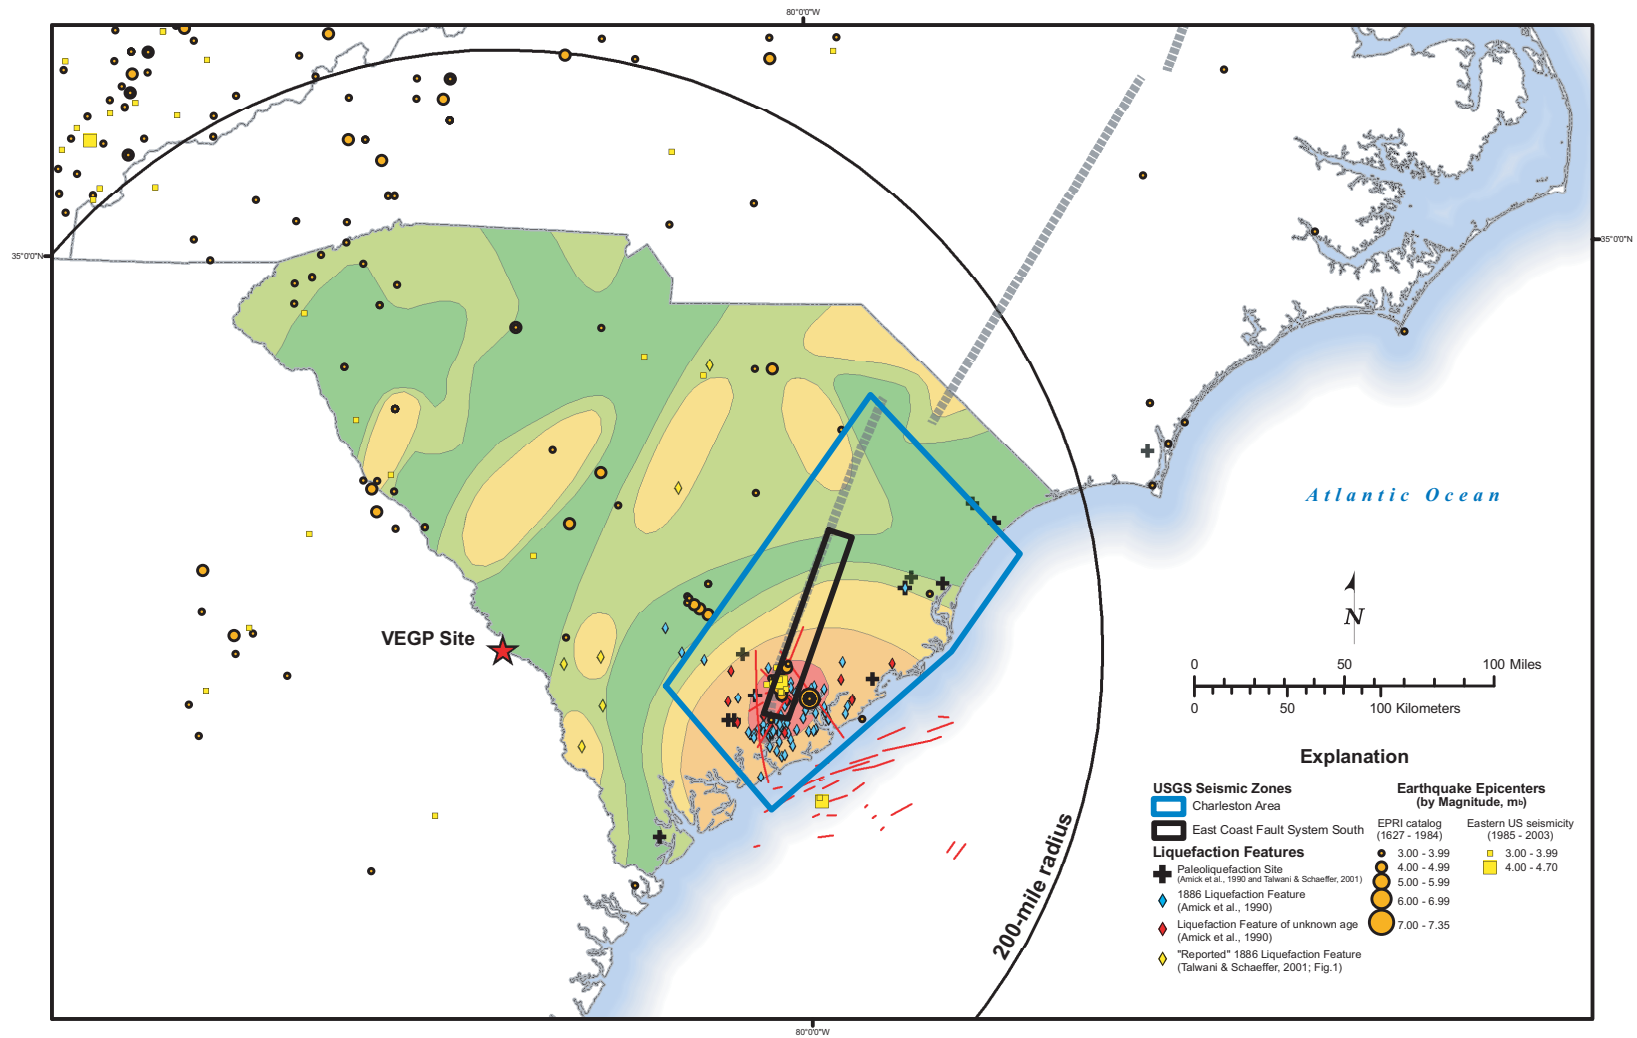 80°0'0"W
35°0'0"N
35°0'0"N
Atlantic Ocean
N
VEGP Site
0 50 100 Miles
0 50 100 Kilometers
200-mile radius
Explanation
USGS Seismic Zones
Charleston Area
East Coast Fault System South
Liquefaction Features
Paleoliquefaction Site
(Amick et al., 1990 and Talwani & Schaeffer, 2001)
1886 Liquefaction Feature
(Amick et al., 1990)
Liquefaction Feature of unknown age
(Amick et al., 1990)
"Reported" 1886 Liquefaction Feature
(Talwani & Schaeffer, 2001; Fig.1)
Earthquake Epicenters
(by Magnitude, mb)
EPRI catalog
(1627 - 1984)
3.00 - 3.99
4.00 - 4.99
5.00 - 5.99
6.00 - 6.99
7.00 - 7.35
Eastern US seismicity
(1985 - 2003)
3.00 - 3.99
4.00 - 4.70
80°0'0"W